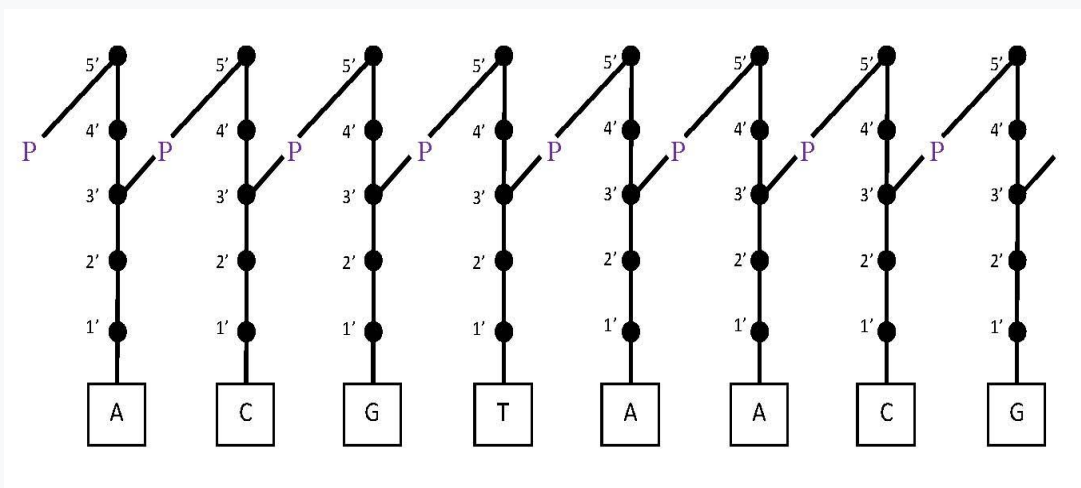 5' 5' 5' 5' 5' 5' 5' 5'
4' 4' 4' 4' 4' 4' 4' 4'
P P P P P P P P
3' 3' 3' 3' 3' 3' 3' 3'
2' 2' 2' 2' 2' 2' 2' 2'
1' 1' 1' 1' 1' 1' 1' 1'
A C G T A A C G